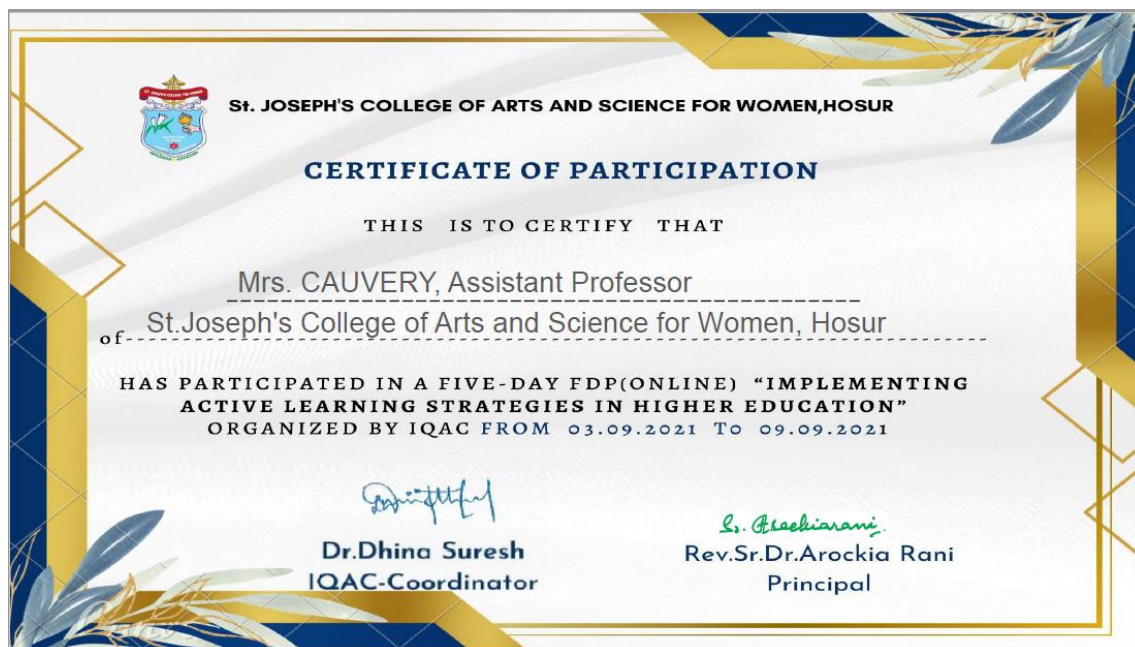 St. JOSEPH'S COLLEGE OF ARTS AND SCIENCE FOR WOMEN,HOSUR
CERTIFICATE OF PARTICIPATION
THIS IS TO CERTIFY THAT
Mrs. CAUVERY, Assistant Professor
of St.Joseph's College of Arts and Science for Women, Hosur
HAS PARTICIPATED IN A FIVE-DAY FDP(ONLINE) “IMPLEMENTING
ACTIVE LEARNING STRATEGIES IN HIGHER EDUCATION”
ORGANIZED BY IQAC FROM 03.09.2021 TO 09.09.2021
Dr.Dhina Suresh
IQAC-Coordinator
Rev.Sr.Dr.Arockia Rani
Principal